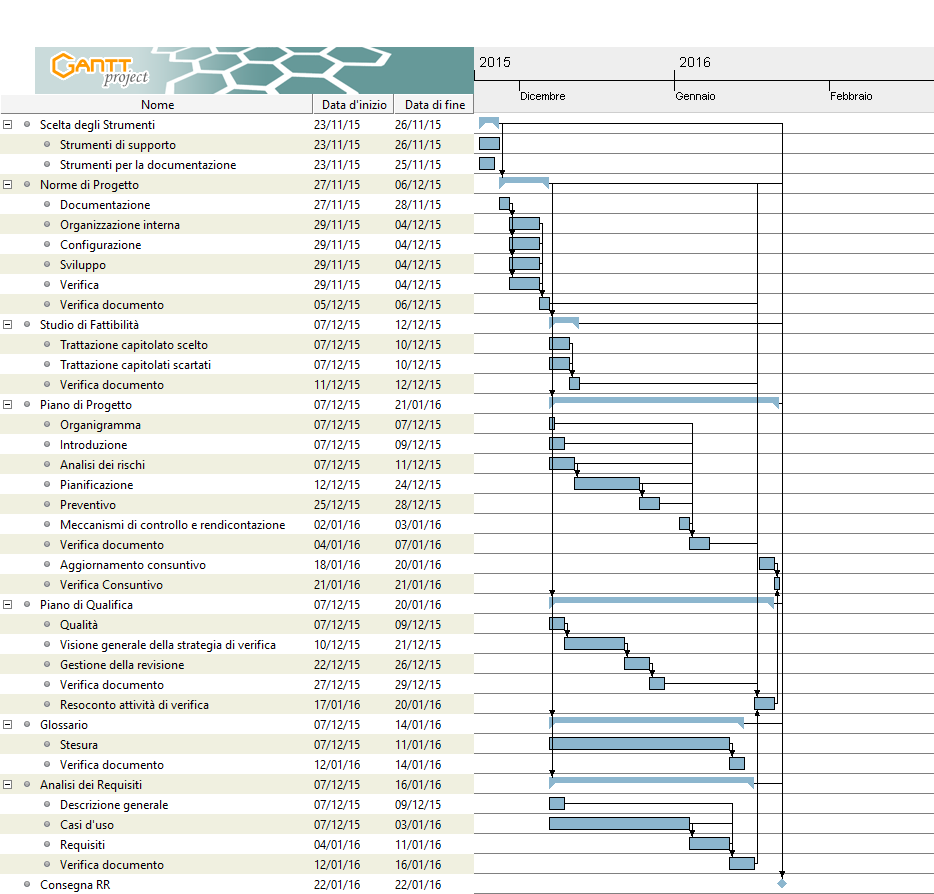 GANTT
project
2015
2016
Dicembre
Gennaio
Febbraio
Nome Data d'inizio Data di fine
Scelta degli Strumenti 23/11/15 26/11/15
Strumenti di supporto 23/11/15 26/11/15
Strumenti per la documentazione 23/11/15 25/11/15
Norme di Progetto 27/11/15 06/12/15
Documentazione 27/11/15 28/11/15
Organizzazione interna 29/11/15 04/12/15
Configurazione 29/11/15 04/12/15
Sviluppo 29/11/15 04/12/15
Verifica 29/11/15 04/12/15
Verifica documento 05/12/15 06/12/15
Studio di Fattibilità 07/12/15 12/12/15
Trattazione capitolato scelto 07/12/15 10/12/15
Trattazione capitolati scartati 07/12/15 10/12/15
Verifica documento 11/12/15 12/12/15
Piano di Progetto 07/12/15 21/01/16
Organigramma 07/12/15 07/12/15
Introduzione 07/12/15 09/12/15
Analisi dei rischi 07/12/15 11/12/15
Pianificazione 12/12/15 24/12/15
Preventivo 25/12/15 28/12/15
Meccanismi di controllo e rendicontazione 02/01/16 03/01/16
Verifica documento 04/01/16 07/01/16
Aggiornamento consuntivo 18/01/16 20/01/16
Verifica Consuntivo 21/01/16 21/01/16
Piano di Qualifica 07/12/15 20/01/16
Qualità 07/12/15 09/12/15
Visione generale della strategia di verifica 10/12/15 21/12/15
Gestione della revisione 22/12/15 26/12/15
Verifica documento 27/12/15 29/12/15
Resoconto attività di verifica 17/01/16 20/01/16
Glossario 07/12/15 14/01/16
Stesura 07/12/15 11/01/16
Verifica documento 12/01/16 14/01/16
Analisi dei Requisiti 07/12/15 16/01/16
Descrizione generale 07/12/15 09/12/15
Casi d'uso 07/12/15 03/01/16
Requisiti 04/01/16 11/01/16
Verifica documento 12/01/16 16/01/16
Consegna RR 22/01/16 22/01/16